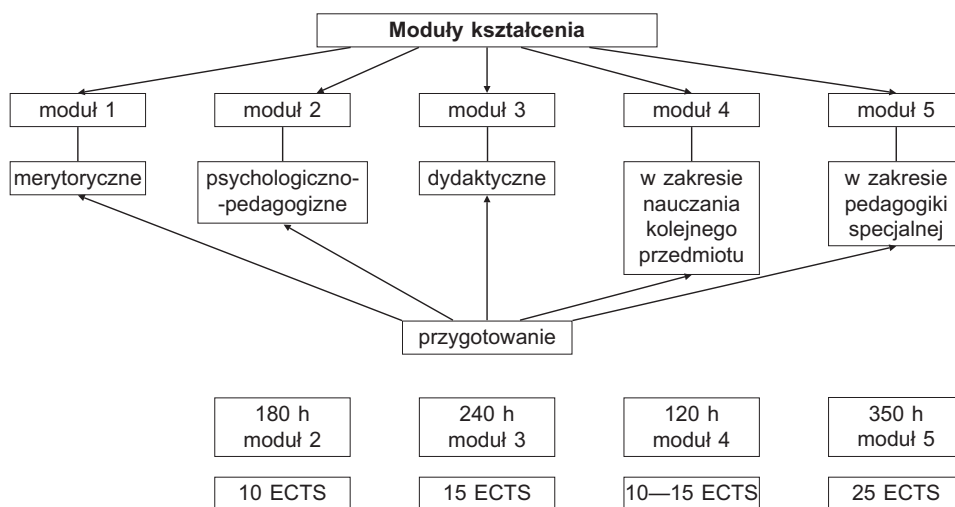 Moduły kształcenia
moduł 1
moduł 2
moduł 3
moduł 4
moduł 5
merytoryczne
psychologiczno-
-pedagogizne
dydaktyczne
w zakresie
nauczania
kolejnego
przedmiotu
w zakresie
pedagogiki
specjalnej
przygotowanie
180 h
moduł 2
240 h
moduł 3
120 h
moduł 4
350 h
moduł 5
10 ECTS
15 ECTS
10—15 ECTS
25 ECTS